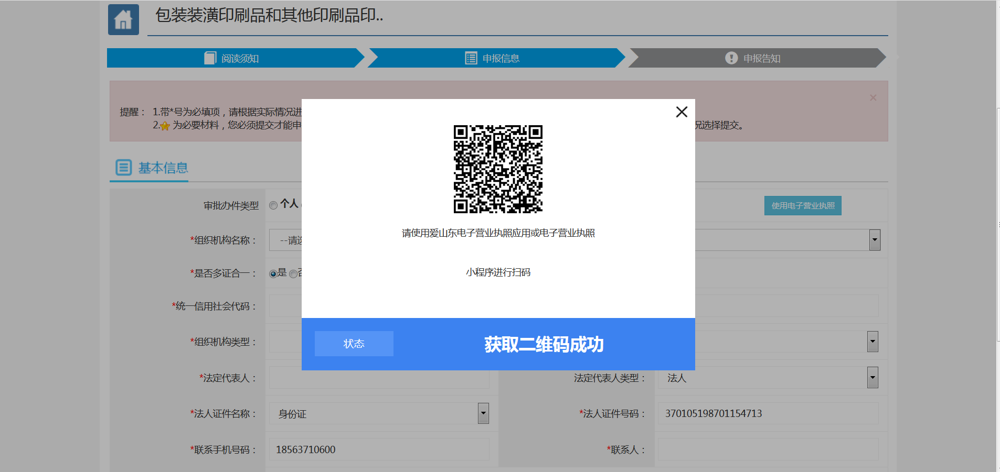 包装装潢印刷品和其他印刷品印..
阅读须知
申报信息
申报告知
提醒：
1.带*号为必填项，请根据实际情况进
2. 为必要材料，您必须提交才能申
况选择提交。
请使用爱山东电子营业执照应用或电子营业执照
小程序进行扫码
状态
获取二维码成功
基本信息
审批办件类型
个人
使用电子营业执照
*组织机构名称：
--请选
*是否多证合一：
是
*统一信用社会代码：
*组织机构类型：
*法定代表人：
法定代表人类型：
法人
*法人证件名称：
身份证
*法人证件号码：
370105198701154713
*联系手机号码：
18563710600
*联系人：